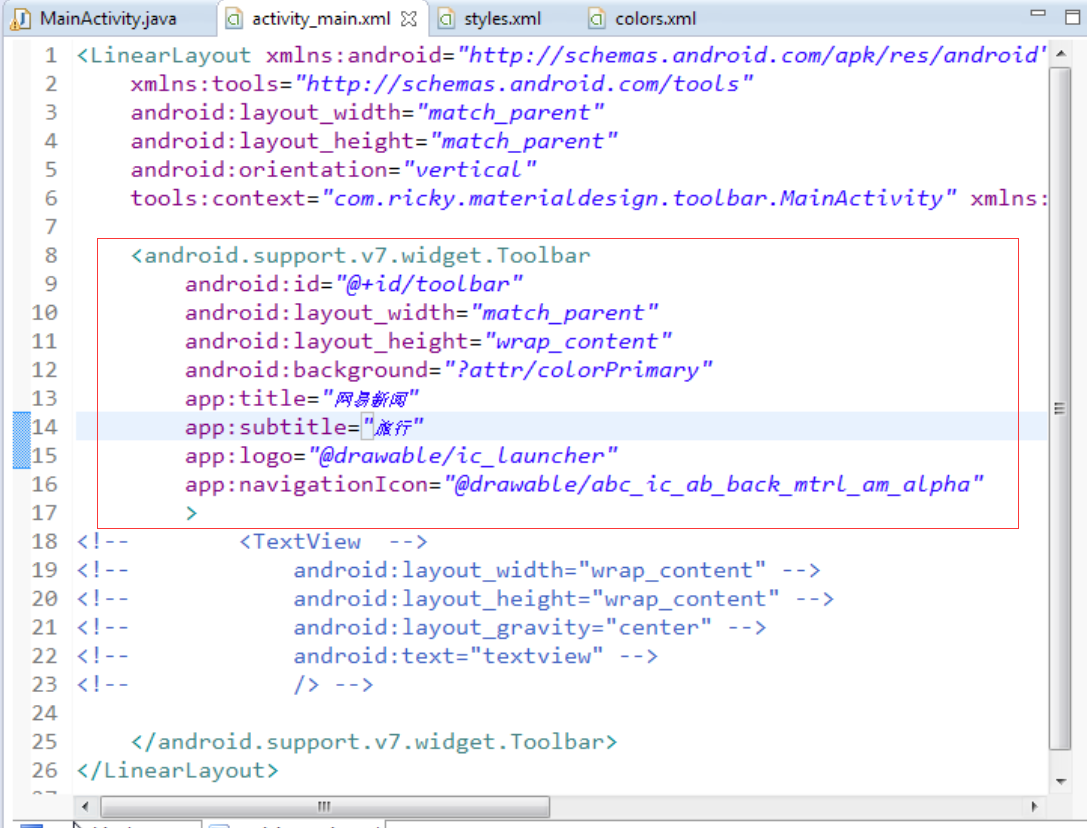 MainActivity.java activity_main.xml styles.xml colors.xml
1 <LinearLayout xmlns:android="http://schemas.android.com/apk/res/android"
2 xmlns:tools="http://schemas.android.com/tools"
3 android:layout_width="match_parent"
4 android:layout_height="match_parent"
5 android:orientation="vertical"
6 tools:context="com.ricky.materialdesign.toolbar.MainActivity" xmlns:
7
8 <android.support.v7.widget.Toolbar
9 android:id="@+id/toolbar"
10 android:layout_width="match_parent"
11 android:layout_height="wrap_content"
12 android:background="?attr/colorPrimary"
13 app:title="网易新闻"
14 app:subtitle="旅行"
15 app:logo="@drawable/ic_launcher"
16 app:navigationIcon="@drawable/abc_ic_ab_back_mtrl_am_alpha"
17 >
18 <!-- <TextView -->
19 <!-- android:layout_width="wrap_content" -->
20 <!-- android:layout_height="wrap_content" -->
21 <!-- android:layout_gravity="center" -->
22 <!-- android:text="textview" -->
23 <!-- /> -->
24
25 </android.support.v7.widget.Toolbar>
26 </LinearLayout>